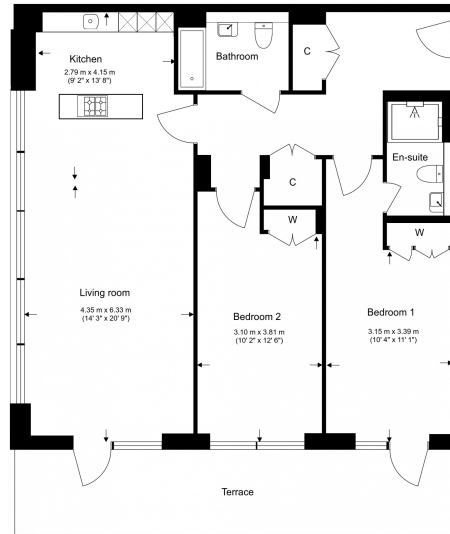 Kitchen
2.79 m x 4.15 m
(9' 2" x 13' 8")
Bathroom
C
En-suite
C
W
W
Living room
4.35 m x 6.33 m
(14' 3" x 20' 9")
Bedroom 2
3.10 m x 3.81 m
(10' 2" x 12' 6")
Bedroom 1
3.15 m x 3.39 m
(10' 4" x 11' 1")
Terrace